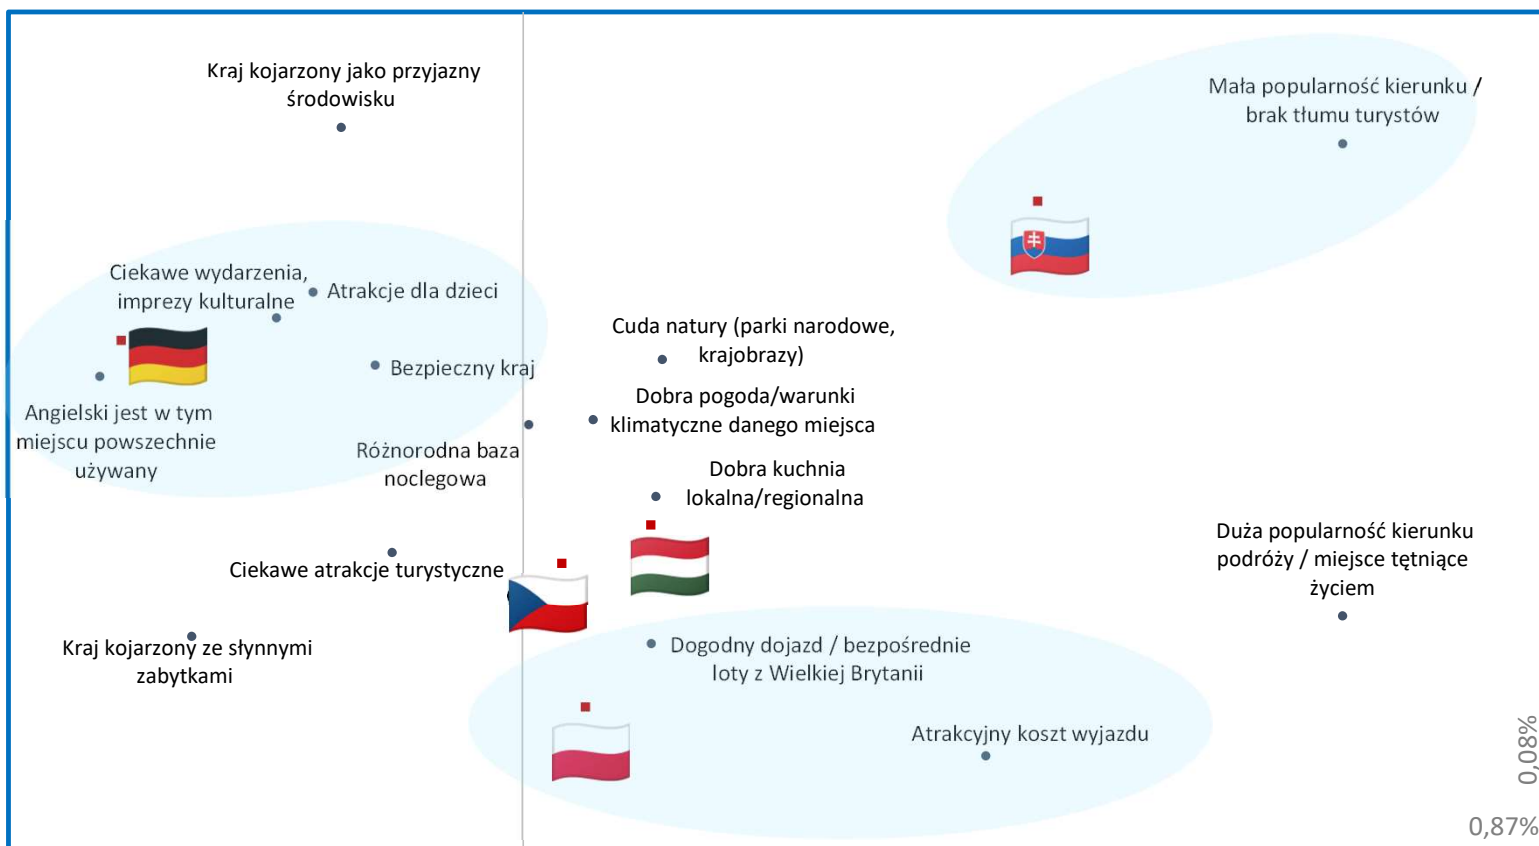 Kraj kojarzony jako przyjazny
środowisku
Mała popularność kierunku /
brak tłumu turystów
Ciekawe wydarzenia,
imprezy kulturalne
Atrakcje dla dzieci
Bezpieczny kraj
Angielski jest w tym
miejscu powszechnie
używany
Różnorodna baza
noclegowa
Cuda natury (parki narodowe,
krajobrazy)
Dobra pogoda/warunki
klimatyczne danego miejsca
Dobra kuchnia
lokalna/regionalna
Duża popularność kierunku
podróży / miejsce tętniące
życiem
Ciekawe atrakcje turystyczne
Kraj kojarzony ze słynnymi
zabytkami
Dogodny dojazd / bezpośrednie
loty z Wielkiej Brytanii
Atrakcyjny koszt wyjazdu
0,08%
0,87%